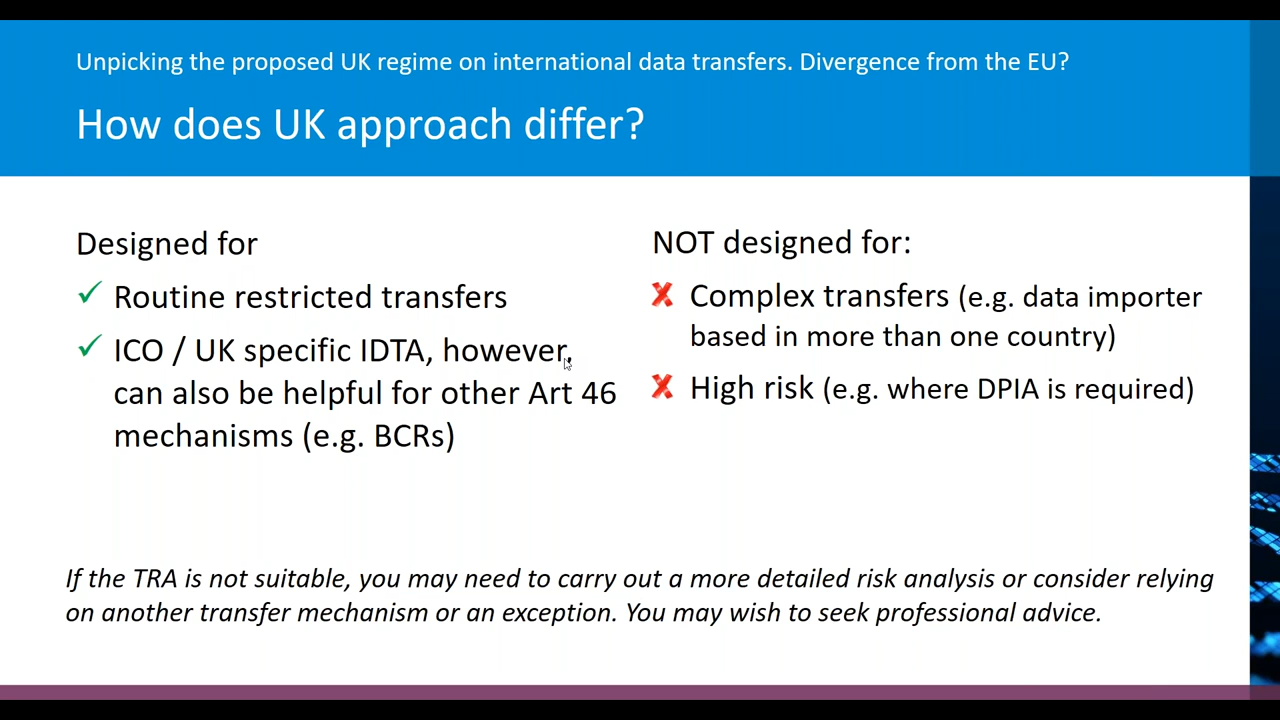 Unpicking the proposed UK regime on international data transfers. Divergence from the EU?
How does UK approach differ?
Designed for
Routine restricted transfers
ICO / UK specific IDTA, however,
can also be helpful for other Art 46
mechanisms (e.g. BCRs)
NOT designed for:
Complex transfers (e.g. data importer
based in more than one country)
High risk (e.g. where DPIA is required)
If the TRA is not suitable, you may need to carry out a more detailed risk analysis or consider relying
on another transfer mechanism or an exception. You may wish to seek professional advice.